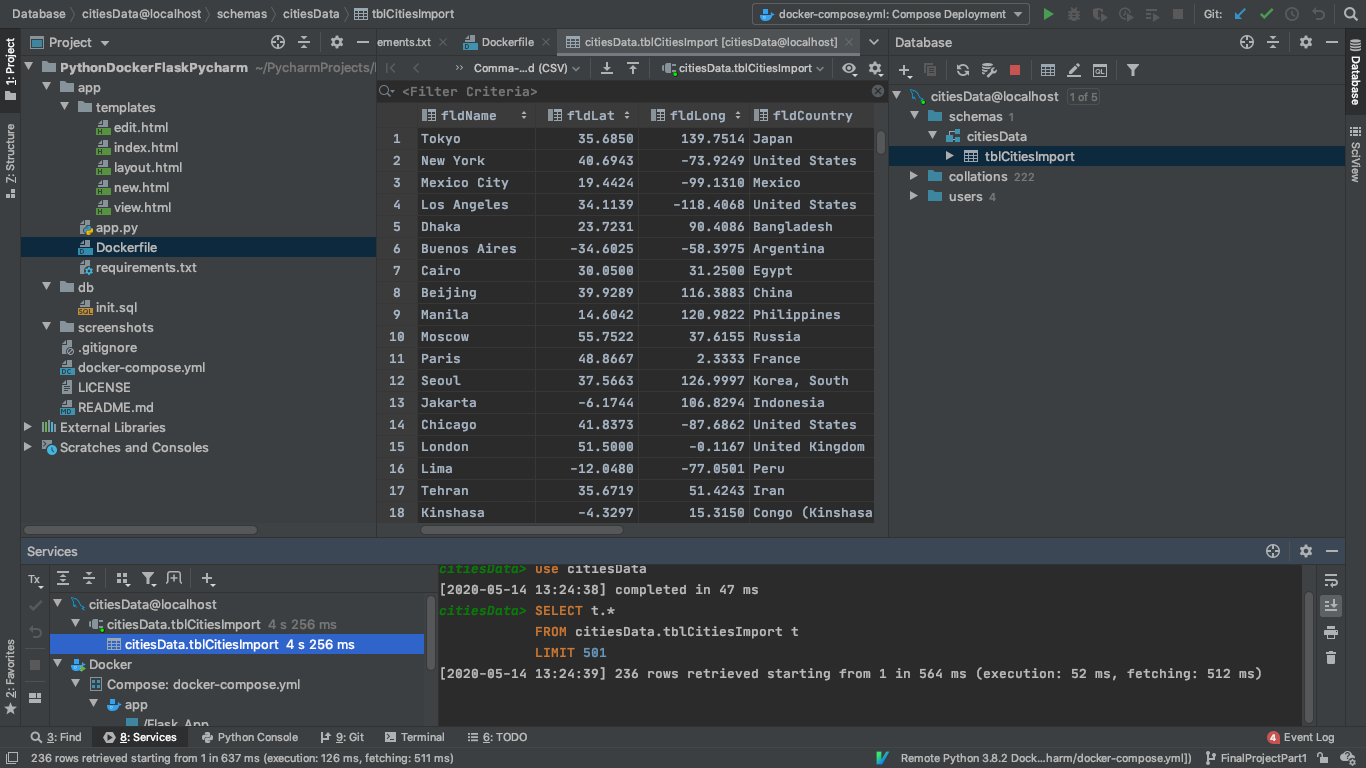 Database citiesData@localhost schemas citiesData tblCitiesImport
docker-compose.yml: Compose Deployment
Git:
1: Project
Z: Structure
2: Favorites
Project
PythonDockerFlaskPycharm ~/PycharmProjects/
app
templates
edit.html
index.html
layout.html
new.html
view.html
app.py
Dockerfile
requirements.txt
db
init.sql
screenshots
.gitignore
docker-compose.yml
LICENSE
README.md
External Libraries
Scratches and Consoles
ements.txt Dockerfile citiesData.tblCitiesImport [citiesData@localhost]
Comma-...d (CSV) citiesData.tblCitiesImport
<Filter Criteria>
fldName fldLat fldLong fldCountry
1 Tokyo 35.6850 139.7514 Japan
2 New York 40.6943 -73.9249 United States
3 Mexico City 19.4424 -99.1310 Mexico
4 Los Angeles 34.1139 -118.4068 United States
5 Dhaka 23.7231 90.4086 Bangladesh
6 Buenos Aires -34.6025 -58.3975 Argentina
7 Cairo 30.0500 31.2500 Egypt
8 Beijing 39.9289 116.3883 China
9 Manila 14.6042 120.9822 Philippines
10 Moscow 55.7522 37.6155 Russia
11 Paris 48.8667 2.3333 France
12 Seoul 37.5663 126.9997 Korea, South
13 Jakarta -6.1744 106.8294 Indonesia
14 Chicago 41.8373 -87.6862 United States
15 London 51.5000 -0.1167 United Kingdom
16 Lima -12.0480 -77.0501 Peru
17 Tehran 35.6719 51.4243 Iran
18 Kinshasa -4.3297 15.3150 Congo (Kinshasa
Database
citiesData@localhost 1 of 5
schemas 1
citiesData
tblCitiesImport
collations 222
users 4
Database
SciView
Services
Tx
citiesData@localhost
citiesData.tblCitiesImport 4 s 256 ms
citiesData.tblCitiesImport 4 s 256 ms
Docker
Compose: docker-compose.yml
app
/Flask_App
citiesData> use citiesData
[2020-05-14 13:24:38] completed in 47 ms
citiesData> SELECT t.*
FROM citiesData.tblCitiesImport t
LIMIT 501
[2020-05-14 13:24:39] 236 rows retrieved starting from 1 in 564 ms (execution: 52 ms, fetching: 512 ms)
3: Find 8: Services Python Console 9: Git Terminal 6: TODO 4 Event Log
236 rows retrieved starting from 1 in 637 ms (execution: 126 ms, fetching: 511 ms) Remote Python 3.8.2 Dock...harm/docker-compose.yml]) FinalProjectPart1